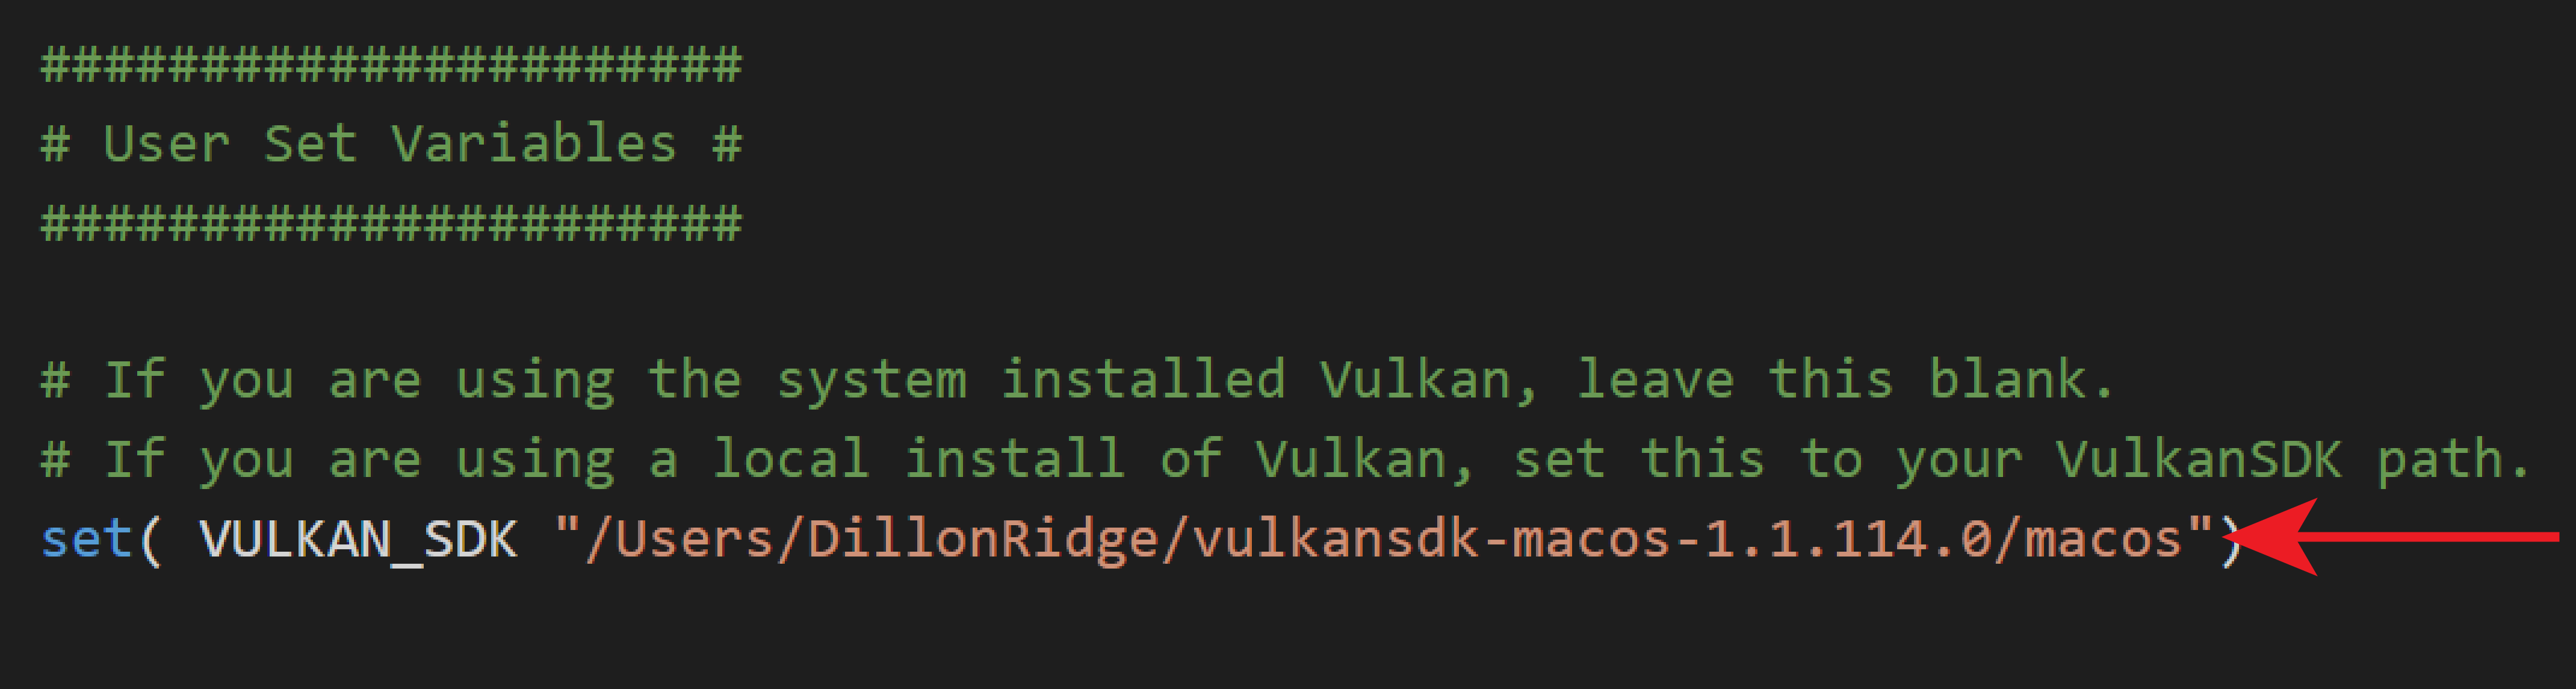 ######################
# User Set Variables #
######################
# If you are using the system installed Vulkan, leave this blank.
# If you are using a local install of Vulkan, set this to your VulkanSDK path.
set( VULKAN_SDK "/Users/DillonRidge/vulkansdk-macos-1.1.114.0/macos")